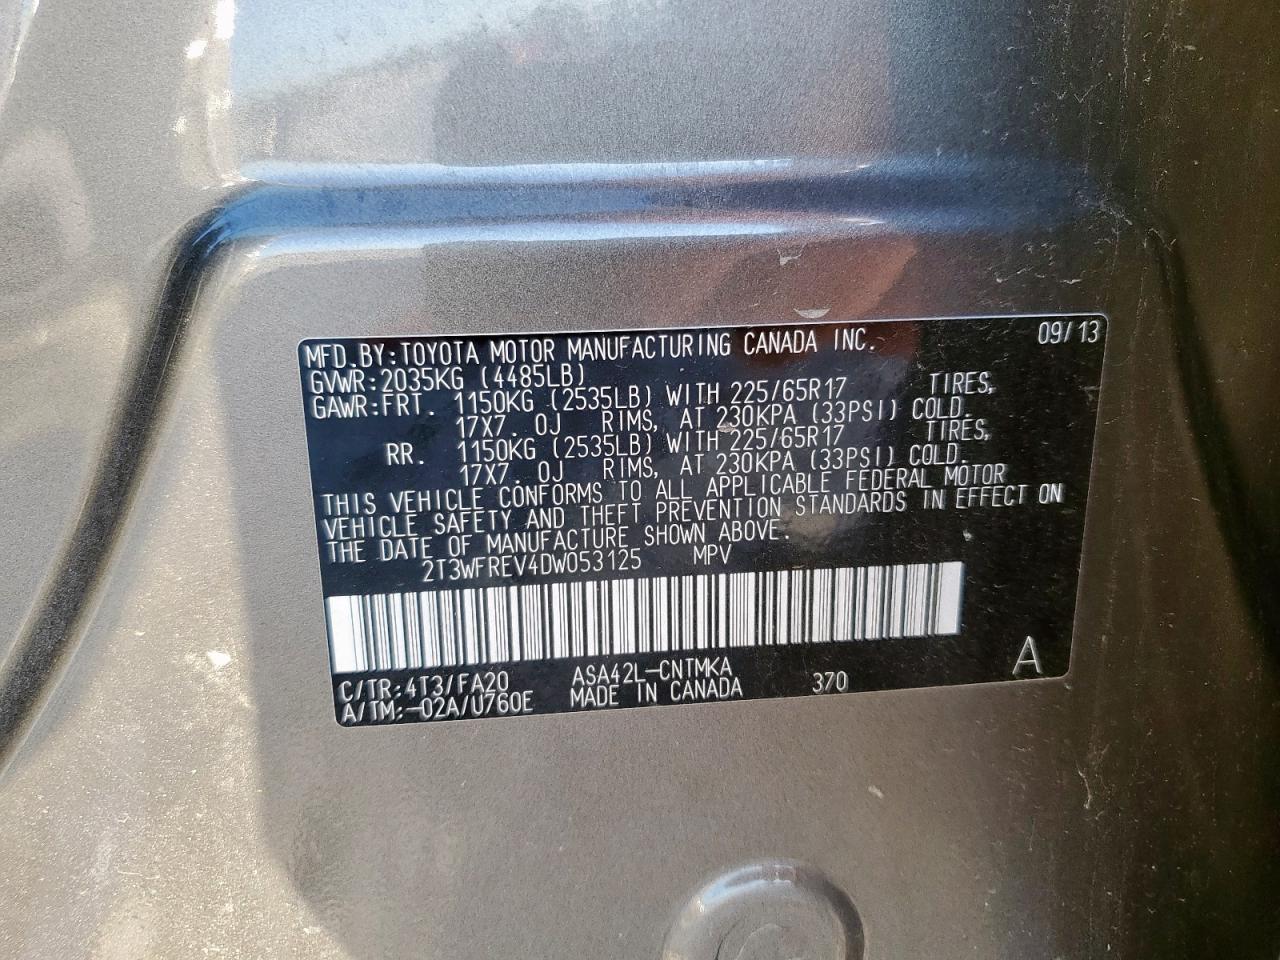 MFD.BY:TOYOTA MOTOR MANUFACTURING CANADA INC. 09/13
GVWR:2035KG (4485LB)
GAWR:FRT. 1150KG (2535LB) WITH 225/65R17 TIRES,
17X7.0J RIMS, AT 230KPA (33PSI) COLD.
RR. 1150KG (2535LB) WITH 225/65R17 TIRES,
17X7.0J RIMS, AT 230KPA (33PSI) COLD.
THIS VEHICLE CONFORMS TO ALL APPLICABLE FEDERAL MOTOR
VEHICLE SAFETY AND THEFT PREVENTION STANDARDS IN EFFECT ON
THE DATE OF MANUFACTURE SHOWN ABOVE.
2T3WFREV4DW053125 MPV
C/TR:4T3/FA20 ASA42L-CNTMKA
A/TM:-02A/U760E MADE IN CANADA 370 A